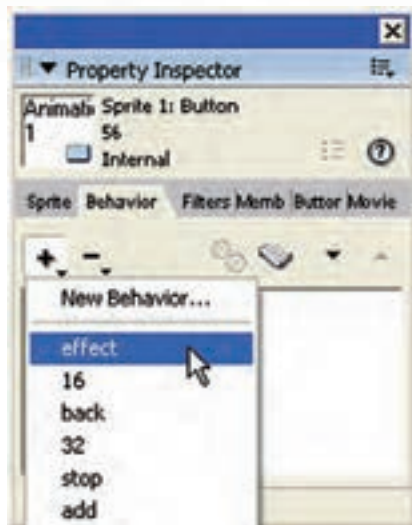 Property Inspector
Animati Sprite 1: Button
1 56
Internal
Sprite Behavior Filters Memb Buttor Movie
New Behavior...
effect
16
back
32
stop
add